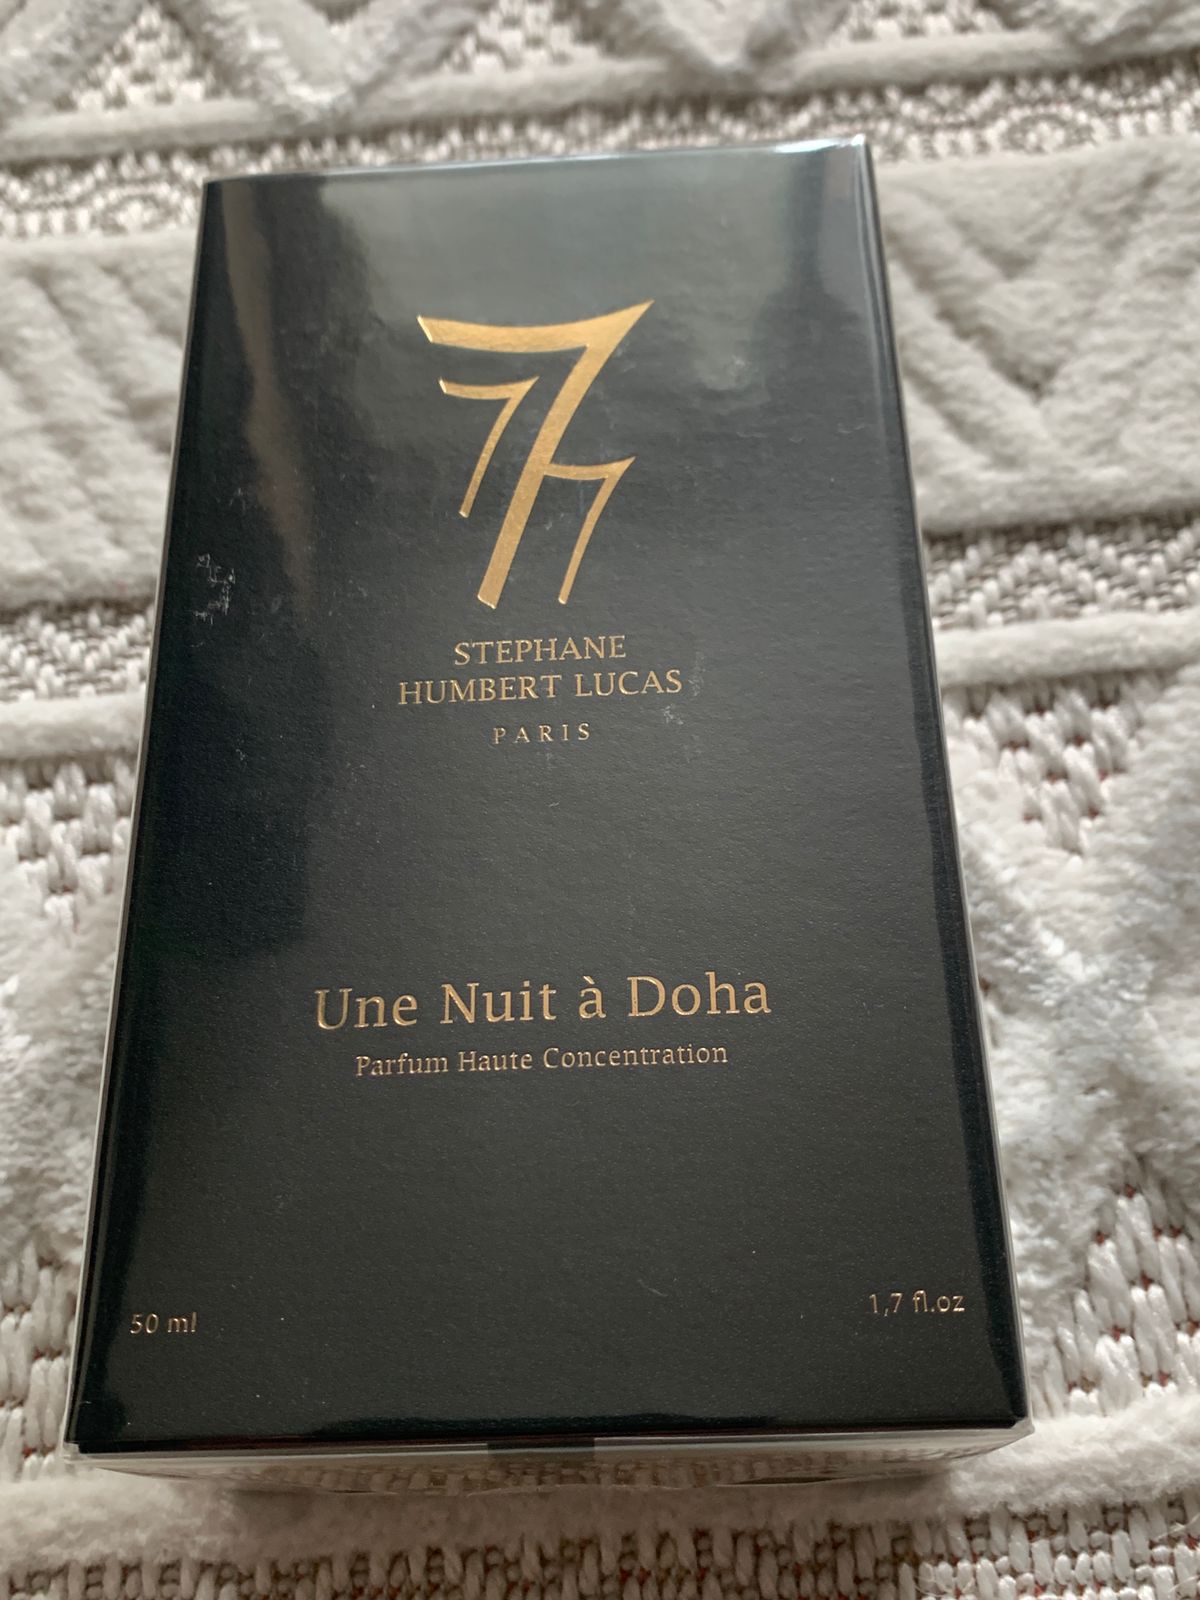 777
STEPHANE
HUMBERT LUCAS
PARIS
Une Nuit à Doha
Parfum Haute Concentration
50 ml
1,7 fl.oz